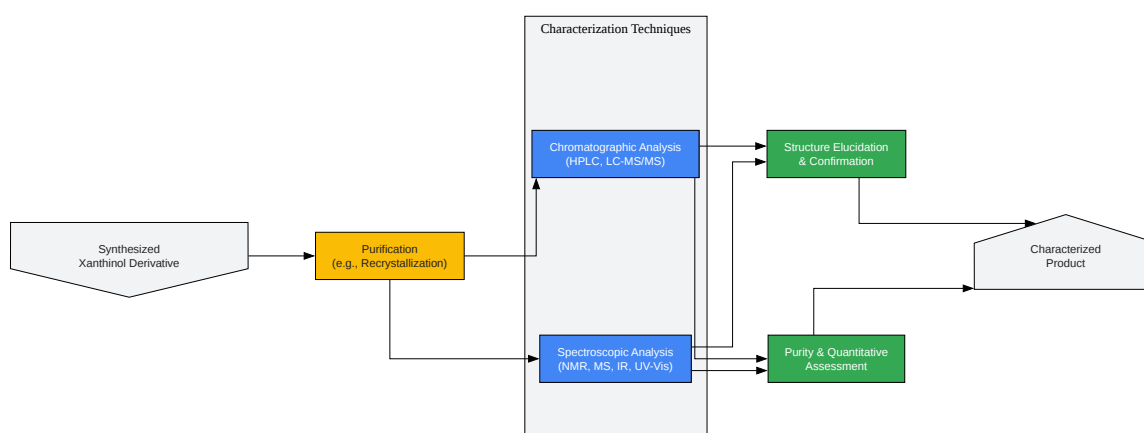 Characterization Techniques
Chromatographic Analysis
(HPLC, LC-MS/MS)
Structure Elucidation
& Confirmation
Synthesized
Xanthinol Derivative
Purification
(e.g., Recrystallization)
Characterized
Product
Spectroscopic Analysis
(NMR, MS, IR, UV-Vis)
Purity & Quantitative
Assessment